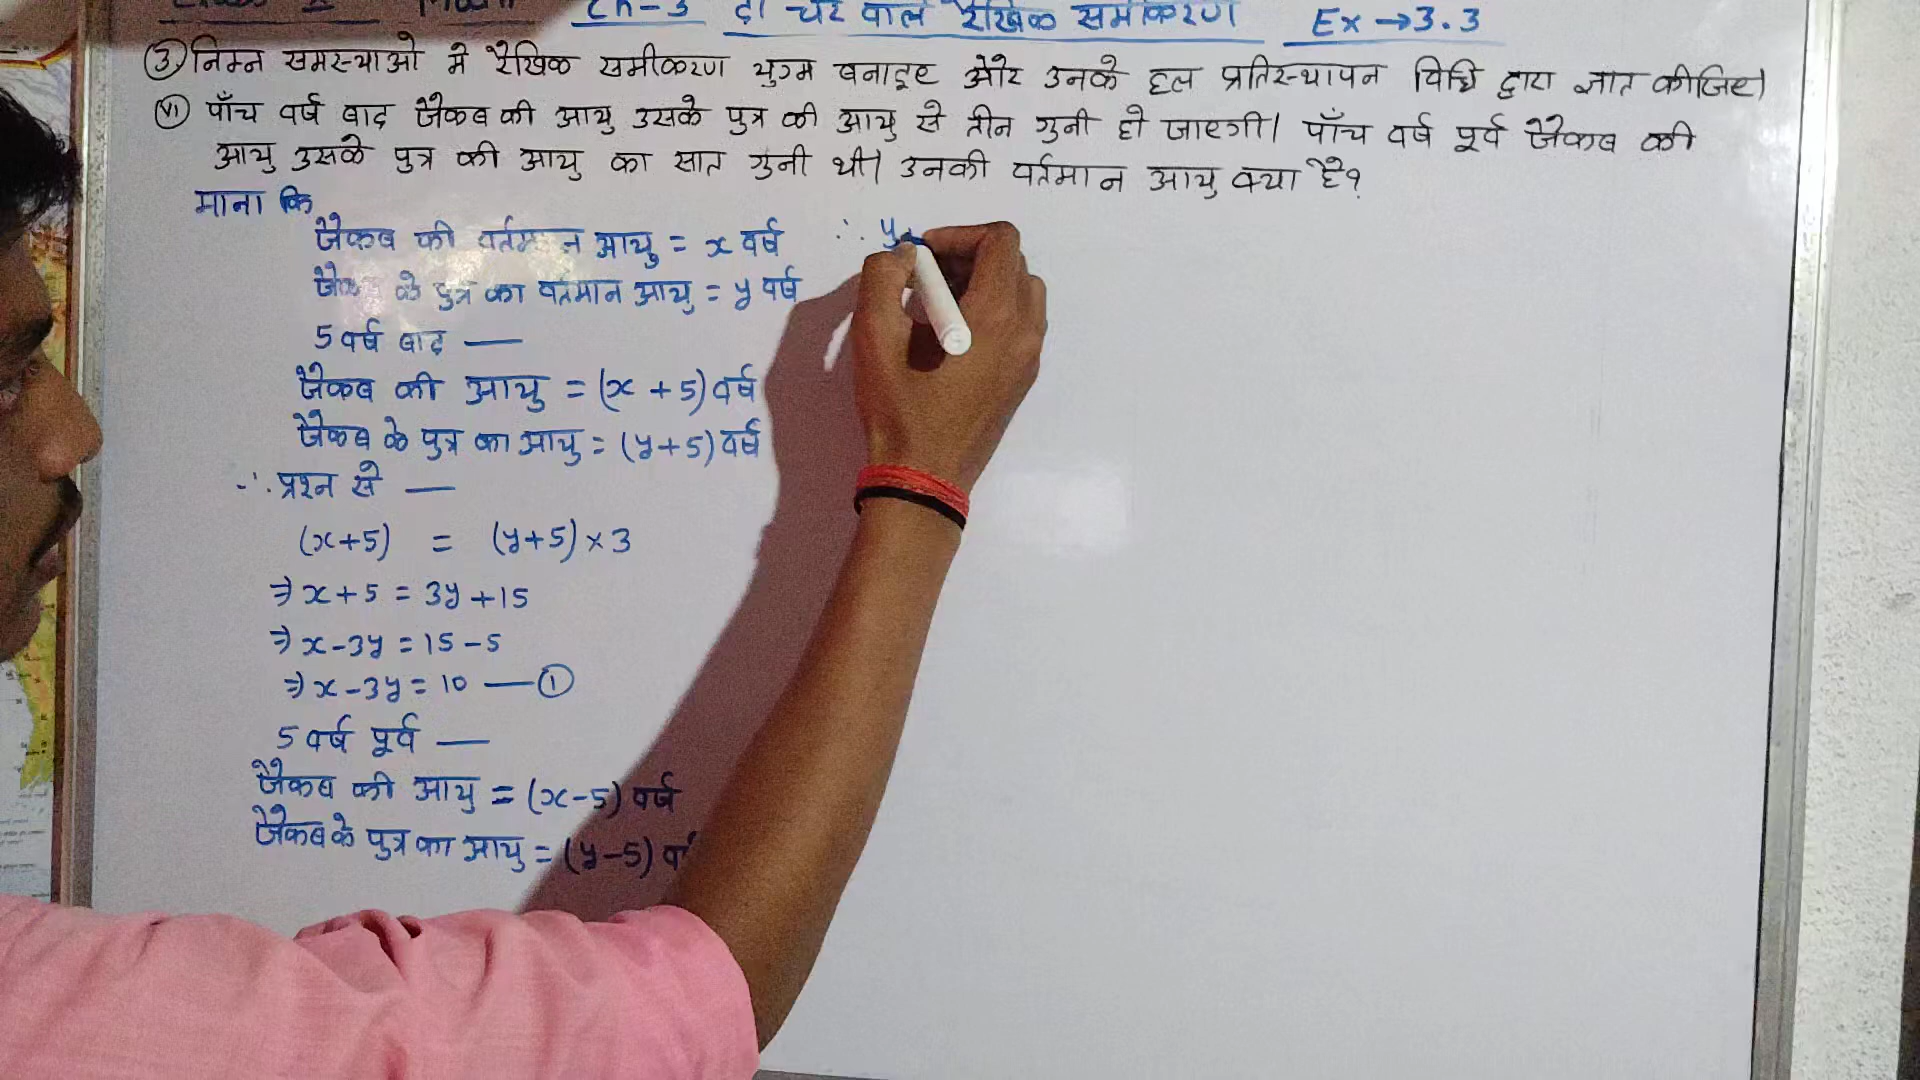 Ch-3 दो चर वाले रैखिक समीकरण Ex→3.3
③ निम्न समस्याओ मे रैखिक समीकरण युग्म बनाइए और उनके हल प्रतिस्थापन विधि द्वारा ज्ञात कीजिए।
(vi) पाँच वर्ष बाद जैकब की आयु उसके पुत्र की आयु से तीन गुनी हो जाएगी। पाँच वर्ष पूर्व जैकब की
आयु उसके पुत्र की आयु का सात गुनी थी। उनकी वर्तमान आयु क्या है?
माना कि
जैकब की वर्तमान आयु = x वर्ष
जैकब के पुत्र का वर्तमान आयु = y वर्ष
5 वर्ष बाद —
जैकब की आयु = (x + 5) वर्ष
जैकब के पुत्र का आयु = (y+5) वर्ष
∴ प्रश्न से —
(x+5) = (y+5) × 3
⇒ x + 5 = 3y + 15
⇒ x - 3y = 15 - 5
⇒ x - 3y = 10 — ①
5 वर्ष पूर्व —
जैकब की आयु = (x-5) वर्ष
जैकब के पुत्र का आयु = (y-5) वर्ष
∴